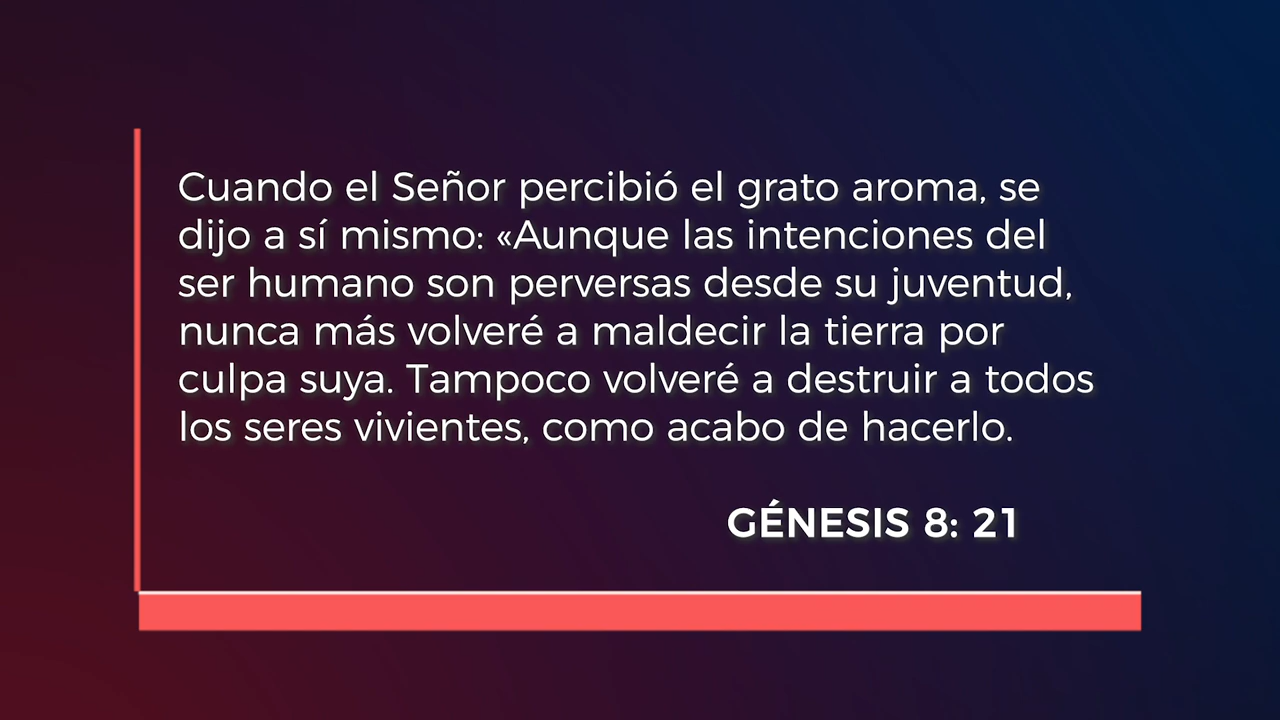 Cuando el Señor percibió el grato aroma, se
dijo a sí mismo: «Aunque las intenciones del
ser humano son perversas desde su juventud,
nunca más volveré a maldecir la tierra por
culpa suya. Tampoco volveré a destruir a todos
los seres vivientes, como acabo de hacerlo.
GÉNESIS 8: 21